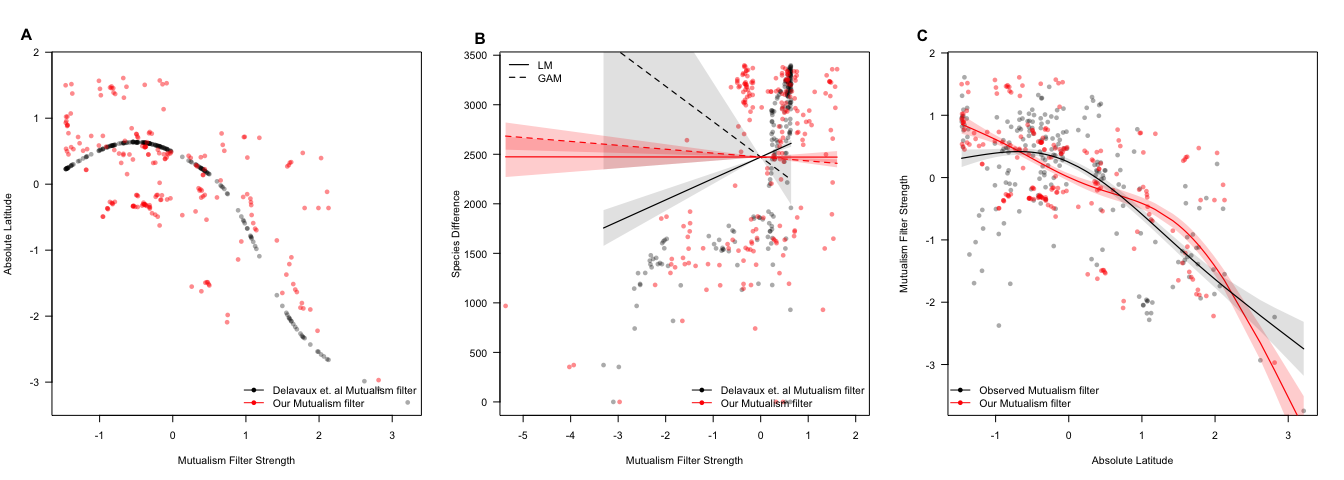 A
2
1
0
-1
-2
-3
Absolute Latitude
-1 0 1 2 3
Mutualism Filter Strength
Delavaux et. al Mutualism filter
Our Mutualism filter
B
LM
GAM
3500
3000
2500
2000
1500
1000
500
0
Species Difference
-5 -4 -3 -2 -1 0 1 2
Mutualism Filter Strength
Delavaux et. al Mutualism filter
Our Mutualism filter
C
2
1
0
-1
-2
-3
Mutualism Filter Strength
-1 0 1 2 3
Absolute Latitude
Observed Mutualism filter
Our Mutualism filter